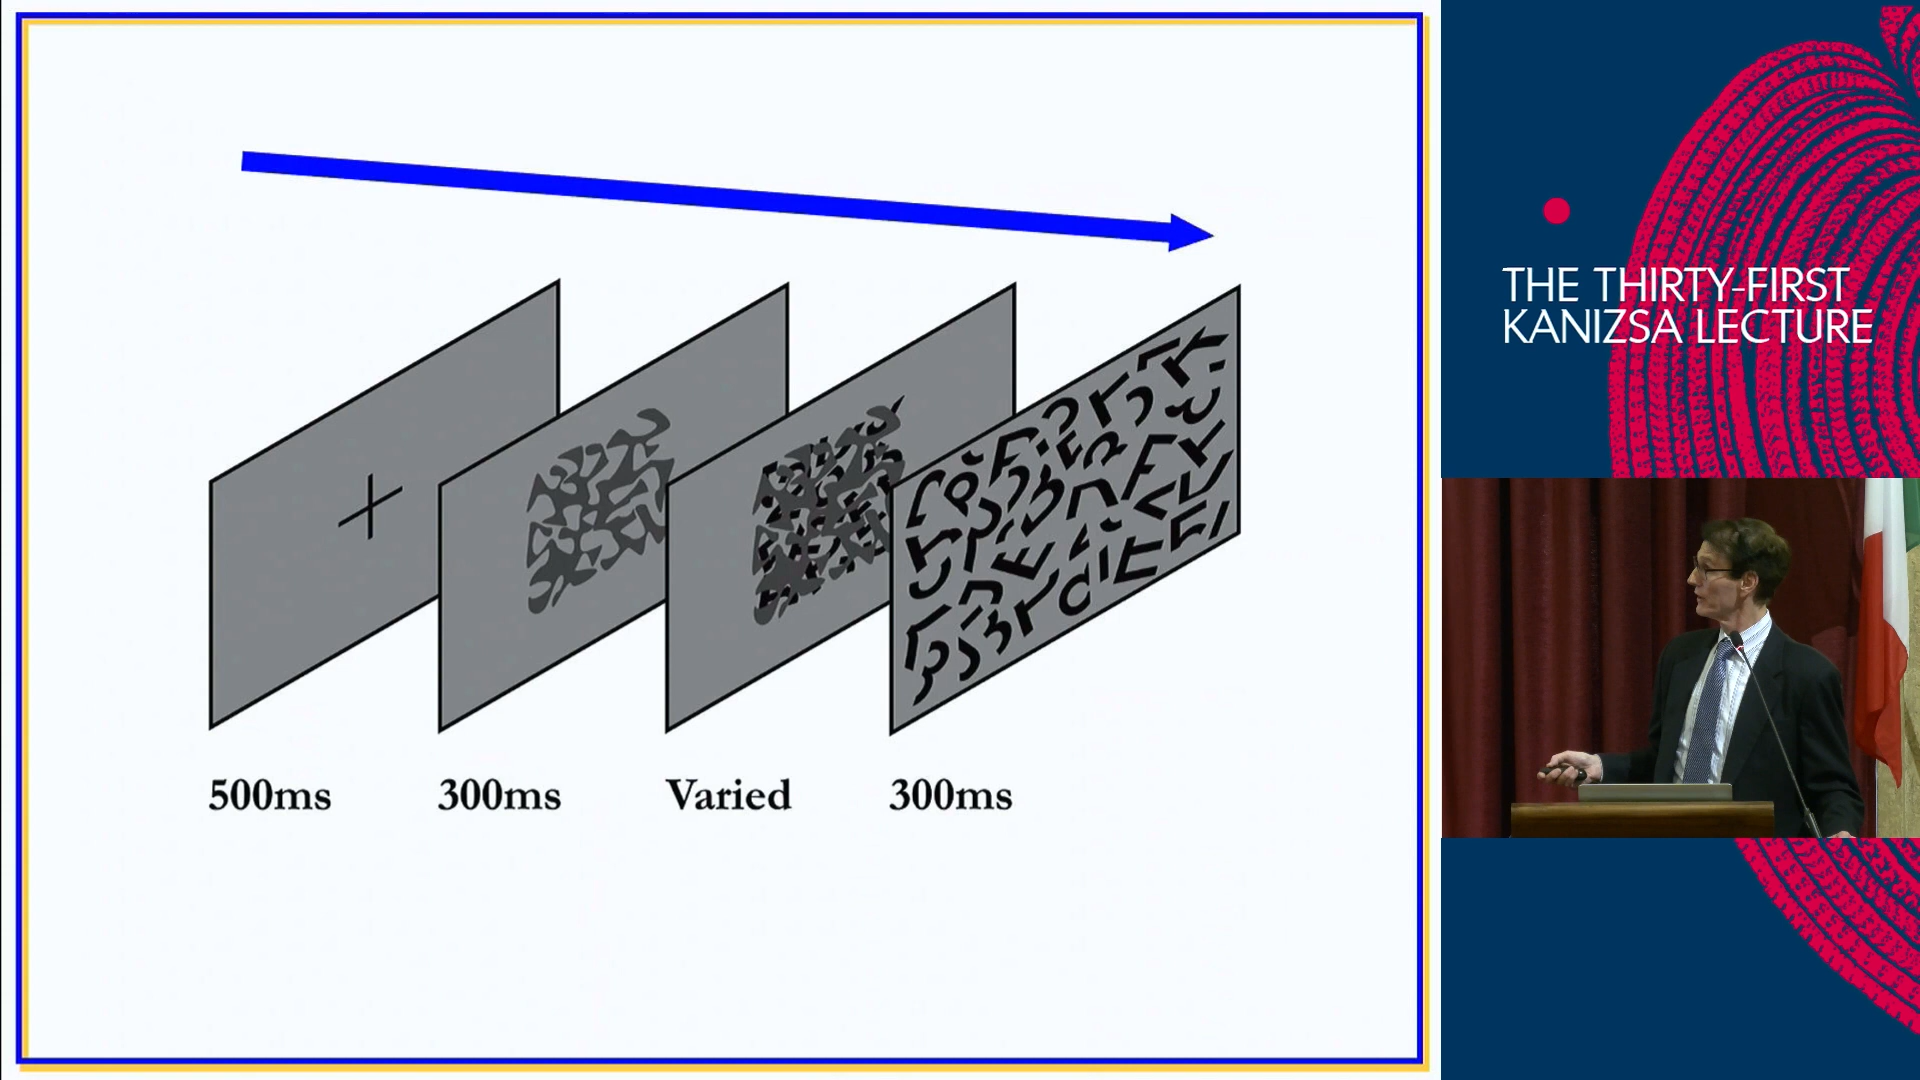 500ms
300ms
Varied
300ms
THE THIRTY-FIRST
KANIZSA LECTURE